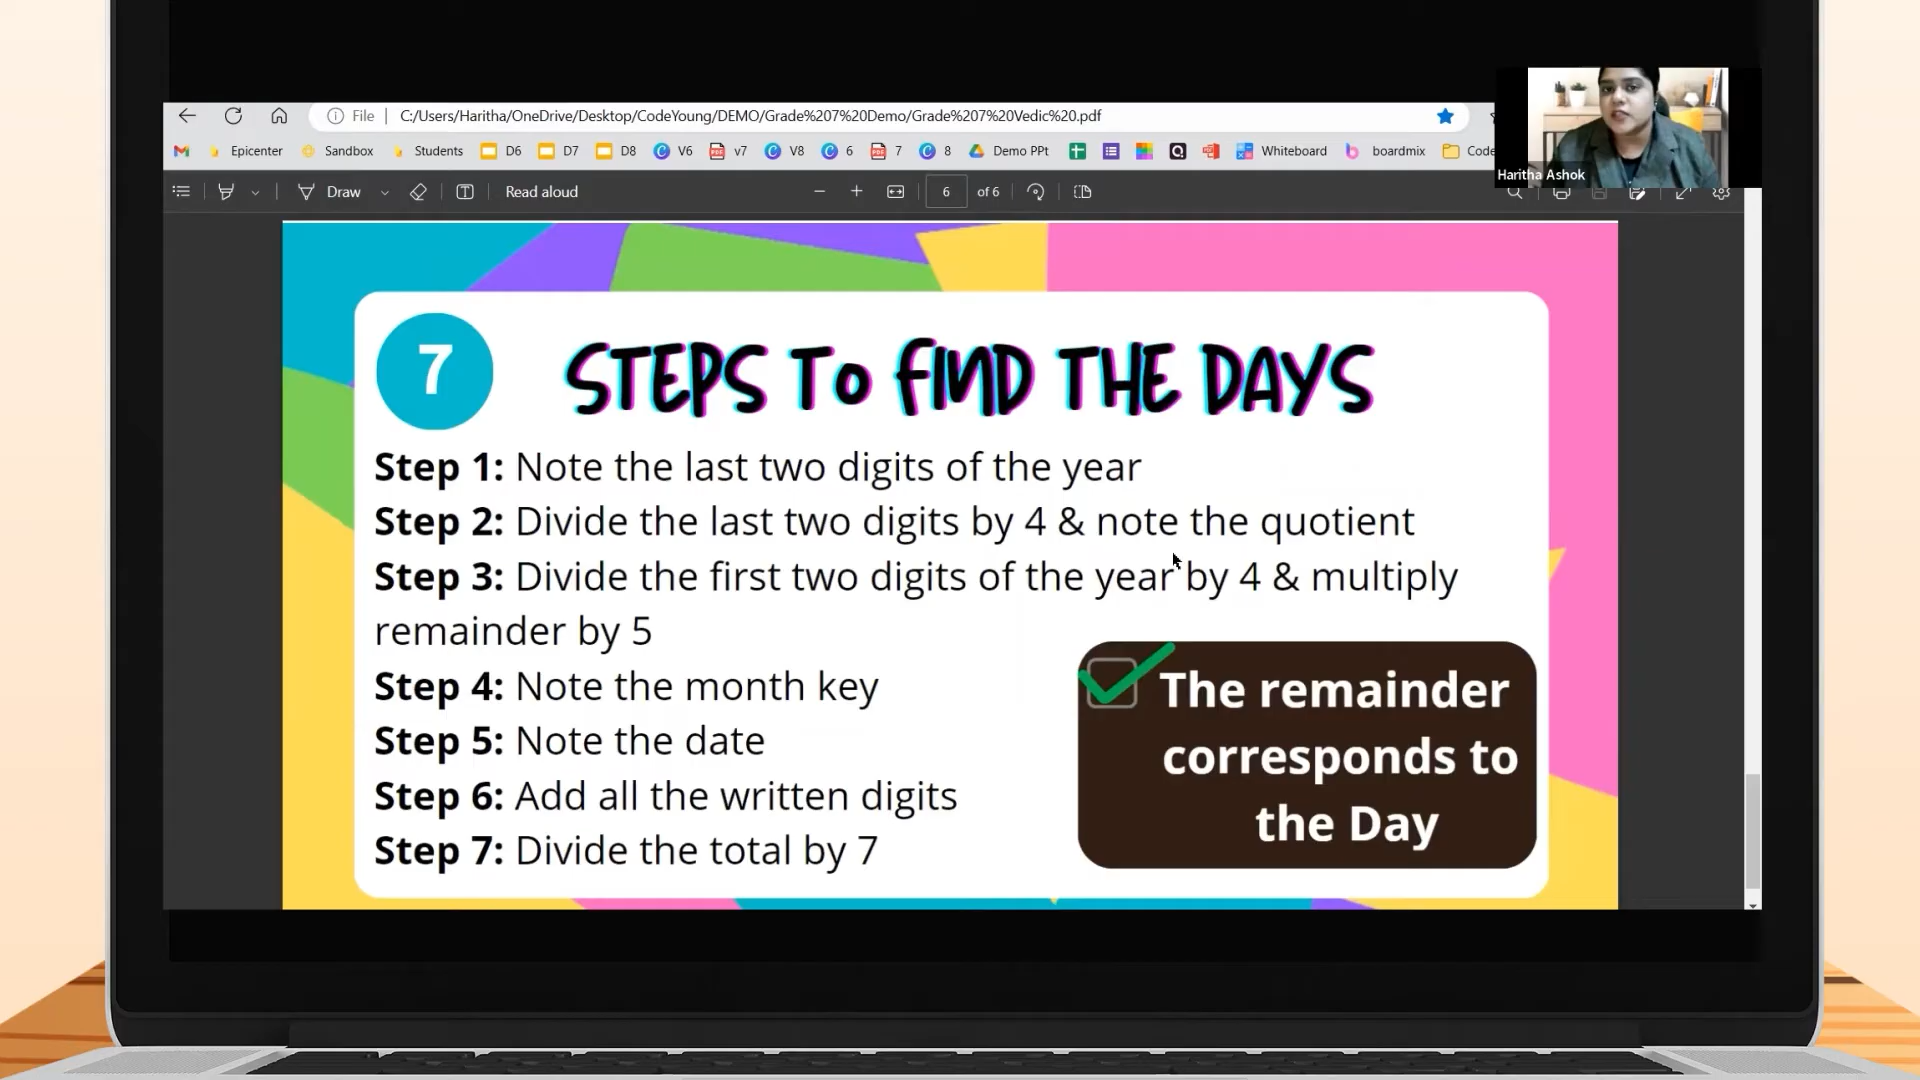 Haritha Ashok
File
C:/Users/Haritha/OneDrive/Desktop/CodeYoung/DEMO/Grade%207%20Demo/Grade%207%20Vedic%20.pdf
Epicenter Sandbox Students D6 D7 D8 V6 v7 V8 6 7 8 Demo PPt Whiteboard boardmix Code
Draw Read aloud 6 of 6
7
STEPS To FIND THE DAYS
Step 1: Note the last two digits of the year
Step 2: Divide the last two digits by 4 & note the quotient
Step 3: Divide the first two digits of the year by 4 & multiply
remainder by 5
Step 4: Note the month key
Step 5: Note the date
Step 6: Add all the written digits
Step 7: Divide the total by 7
The remainder
corresponds to
the Day